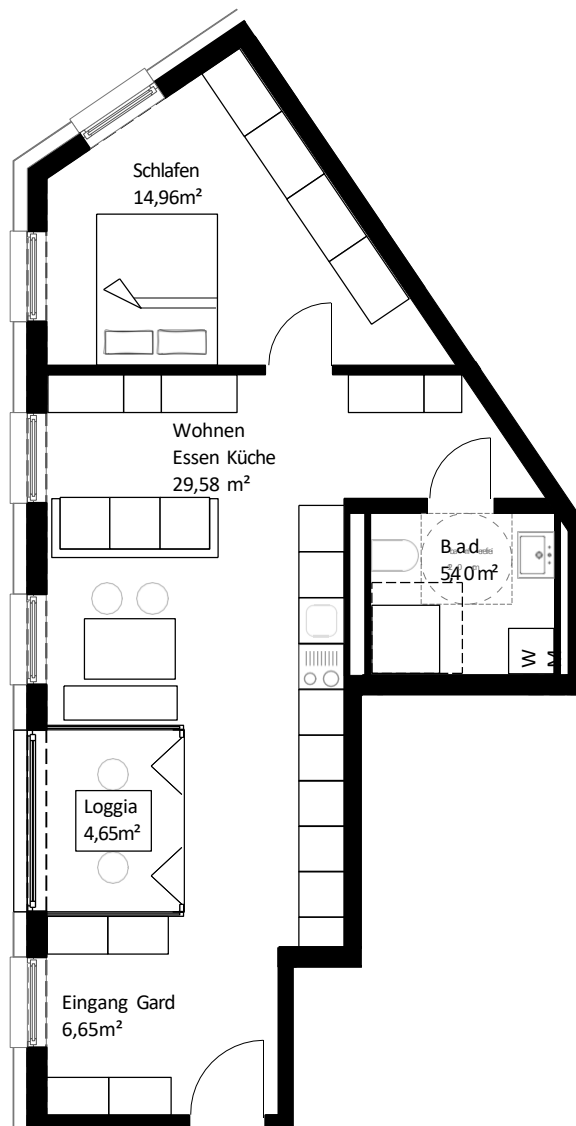 Schlafen
14,96m²
Wohnen
Essen Küche
29,58 m²
Bad
5,40m²
W
M
Loggia
4,65m²
Eingang Gard
6,65m²